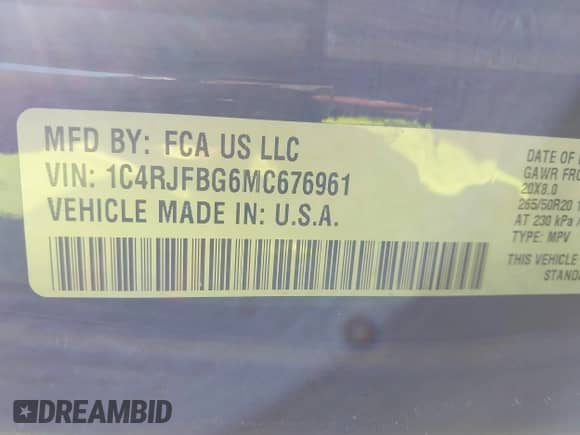 MFD BY: FCA US LLC
VIN: 1C4RJFBG6MC676961
VEHICLE MADE IN: U.S.A.
DATE OF
GAWR FRO
20X8.0
265/50R20 1
AT 230 kPa /
TYPE: MPV
THIS VEHICLE
STAND
DREAMBID